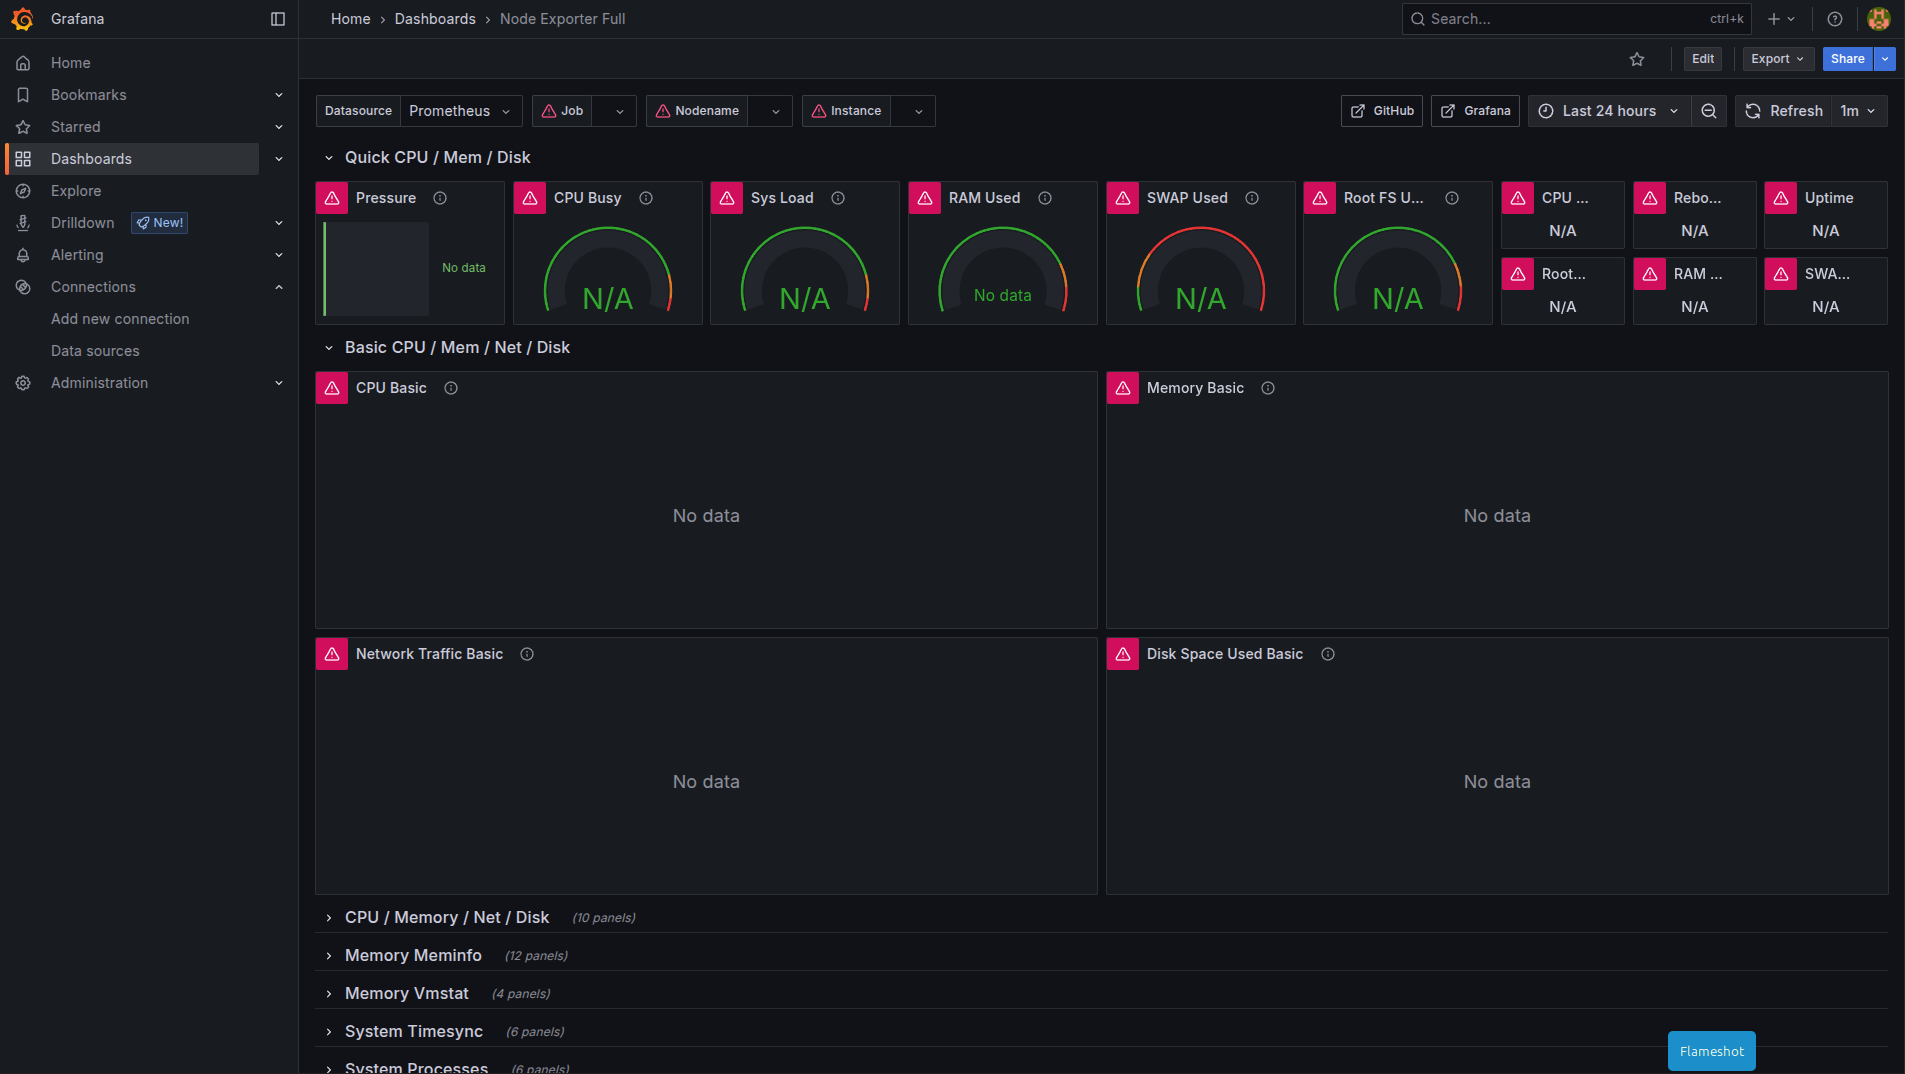 Grafana
Home › Dashboards › Node Exporter Full
Search...
ctrl+k
Edit
Export
Share
Home
Bookmarks
Starred
Dashboards
Explore
Drilldown
New!
Alerting
Connections
Add new connection
Data sources
Administration
Datasource
Prometheus
Job
Nodename
Instance
GitHub
Grafana
Last 24 hours
Refresh
1m
Quick CPU / Mem / Disk
Pressure
No data
CPU Busy
N/A
Sys Load
N/A
RAM Used
No data
SWAP Used
N/A
Root FS U...
N/A
CPU ...
N/A
Rebo...
N/A
Uptime
N/A
Root...
N/A
RAM ...
N/A
SWA...
N/A
Basic CPU / Mem / Net / Disk
CPU Basic
No data
Memory Basic
No data
Network Traffic Basic
No data
Disk Space Used Basic
No data
CPU / Memory / Net / Disk (10 panels)
Memory Meminfo (12 panels)
Memory Vmstat (4 panels)
System Timesync (6 panels)
System Processes (6 panels)
Flameshot